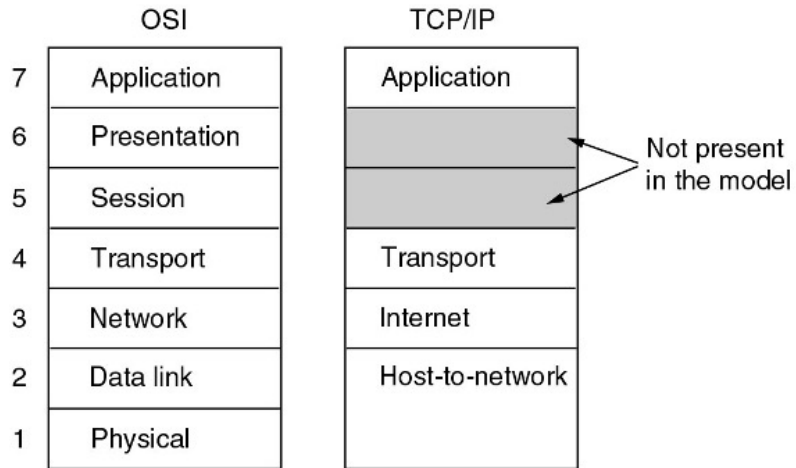 OSI TCP/IP
7 Application Application
6 Presentation
5 Session
Not present
in the model
4 Transport Transport
3 Network Internet
2 Data link Host-to-network
1 Physical